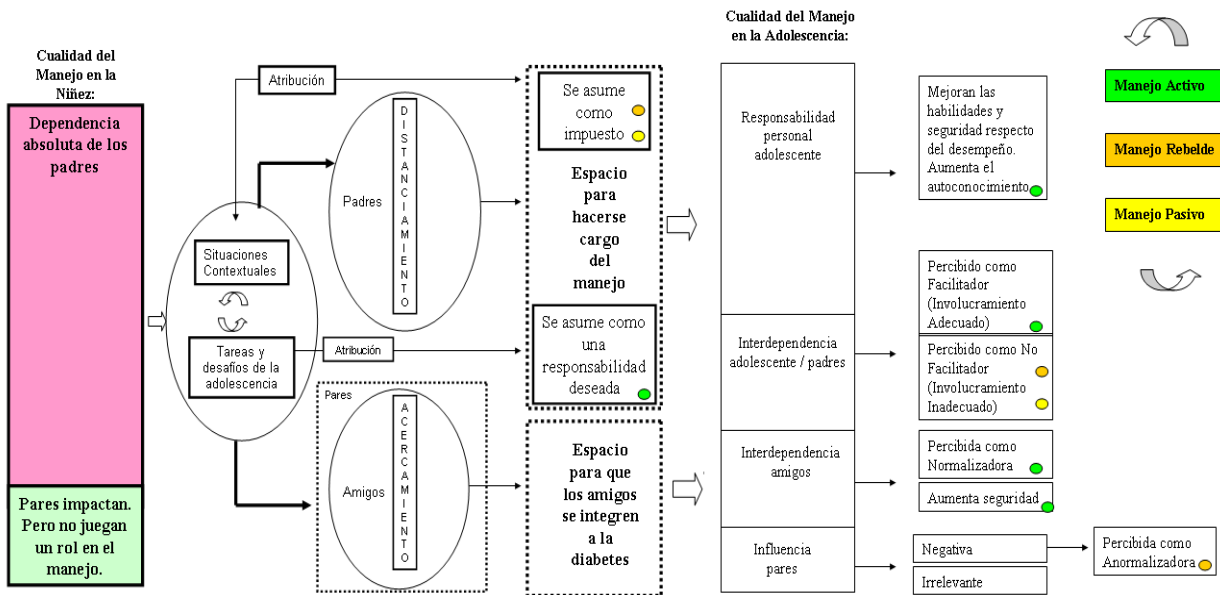 Cualidad del
Manejo en la
Niñez:
Dependencia
absoluta de los
padres
Pares impactan.
Pero no juegan
un rol en el
manejo.
Situaciones
Contextuales
Tareas y
desafíos de la
adolescencia
Atribución
Atribución
Padres
DISTANCIAMIENTO
Pares
Amigos
ACERCAMIENTO
Se asume
como
impuesto
Espacio
para
hacerse
cargo
del
manejo
Se asume como
una
responsabilidad
deseada
Espacio
para que
los amigos
se integren
a la
diabetes
Cualidad del Manejo
en la Adolescencia:
Responsabilidad
personal
adolescente
Interdependencia
adolescente / padres
Interdependencia
amigos
Influencia
pares
Mejoran las
habilidades y
seguridad respecto
del desempeño.
Aumenta el
autoconocimiento
Percibido como
Facilitador
(Involucramiento
Adecuado)
Percibido como No
Facilitador
(Involucramiento
Inadecuado)
Percibida como
Normalizadora
Aumenta seguridad
Negativa
Irrelevante
Percibida como
Anormalizadora
Manejo Activo
Manejo Rebelde
Manejo Pasivo